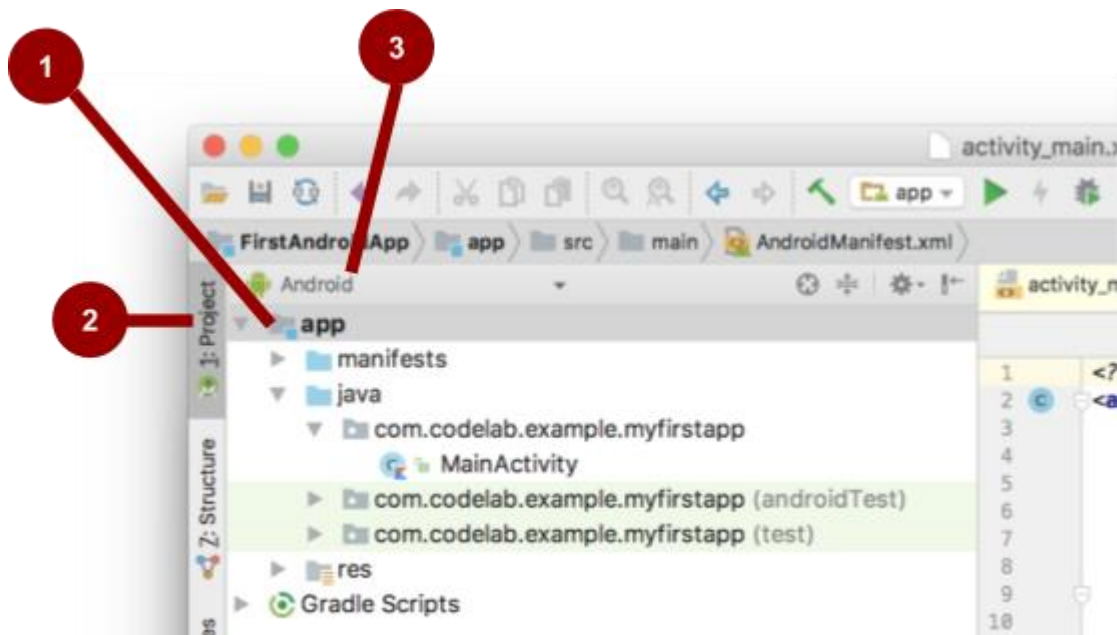 1
3
2
activity_main.x
app
FirstAndroidApp app src main AndroidManifest.xml
Android
activity_m
1: Project
app
manifests
java
com.codelab.example.myfirstapp
MainActivity
com.codelab.example.myfirstapp (androidTest)
com.codelab.example.myfirstapp (test)
res
Gradle Scripts
Z: Structure
es
1 <?
2 C <a
3
4
5
6
7
8
9
10